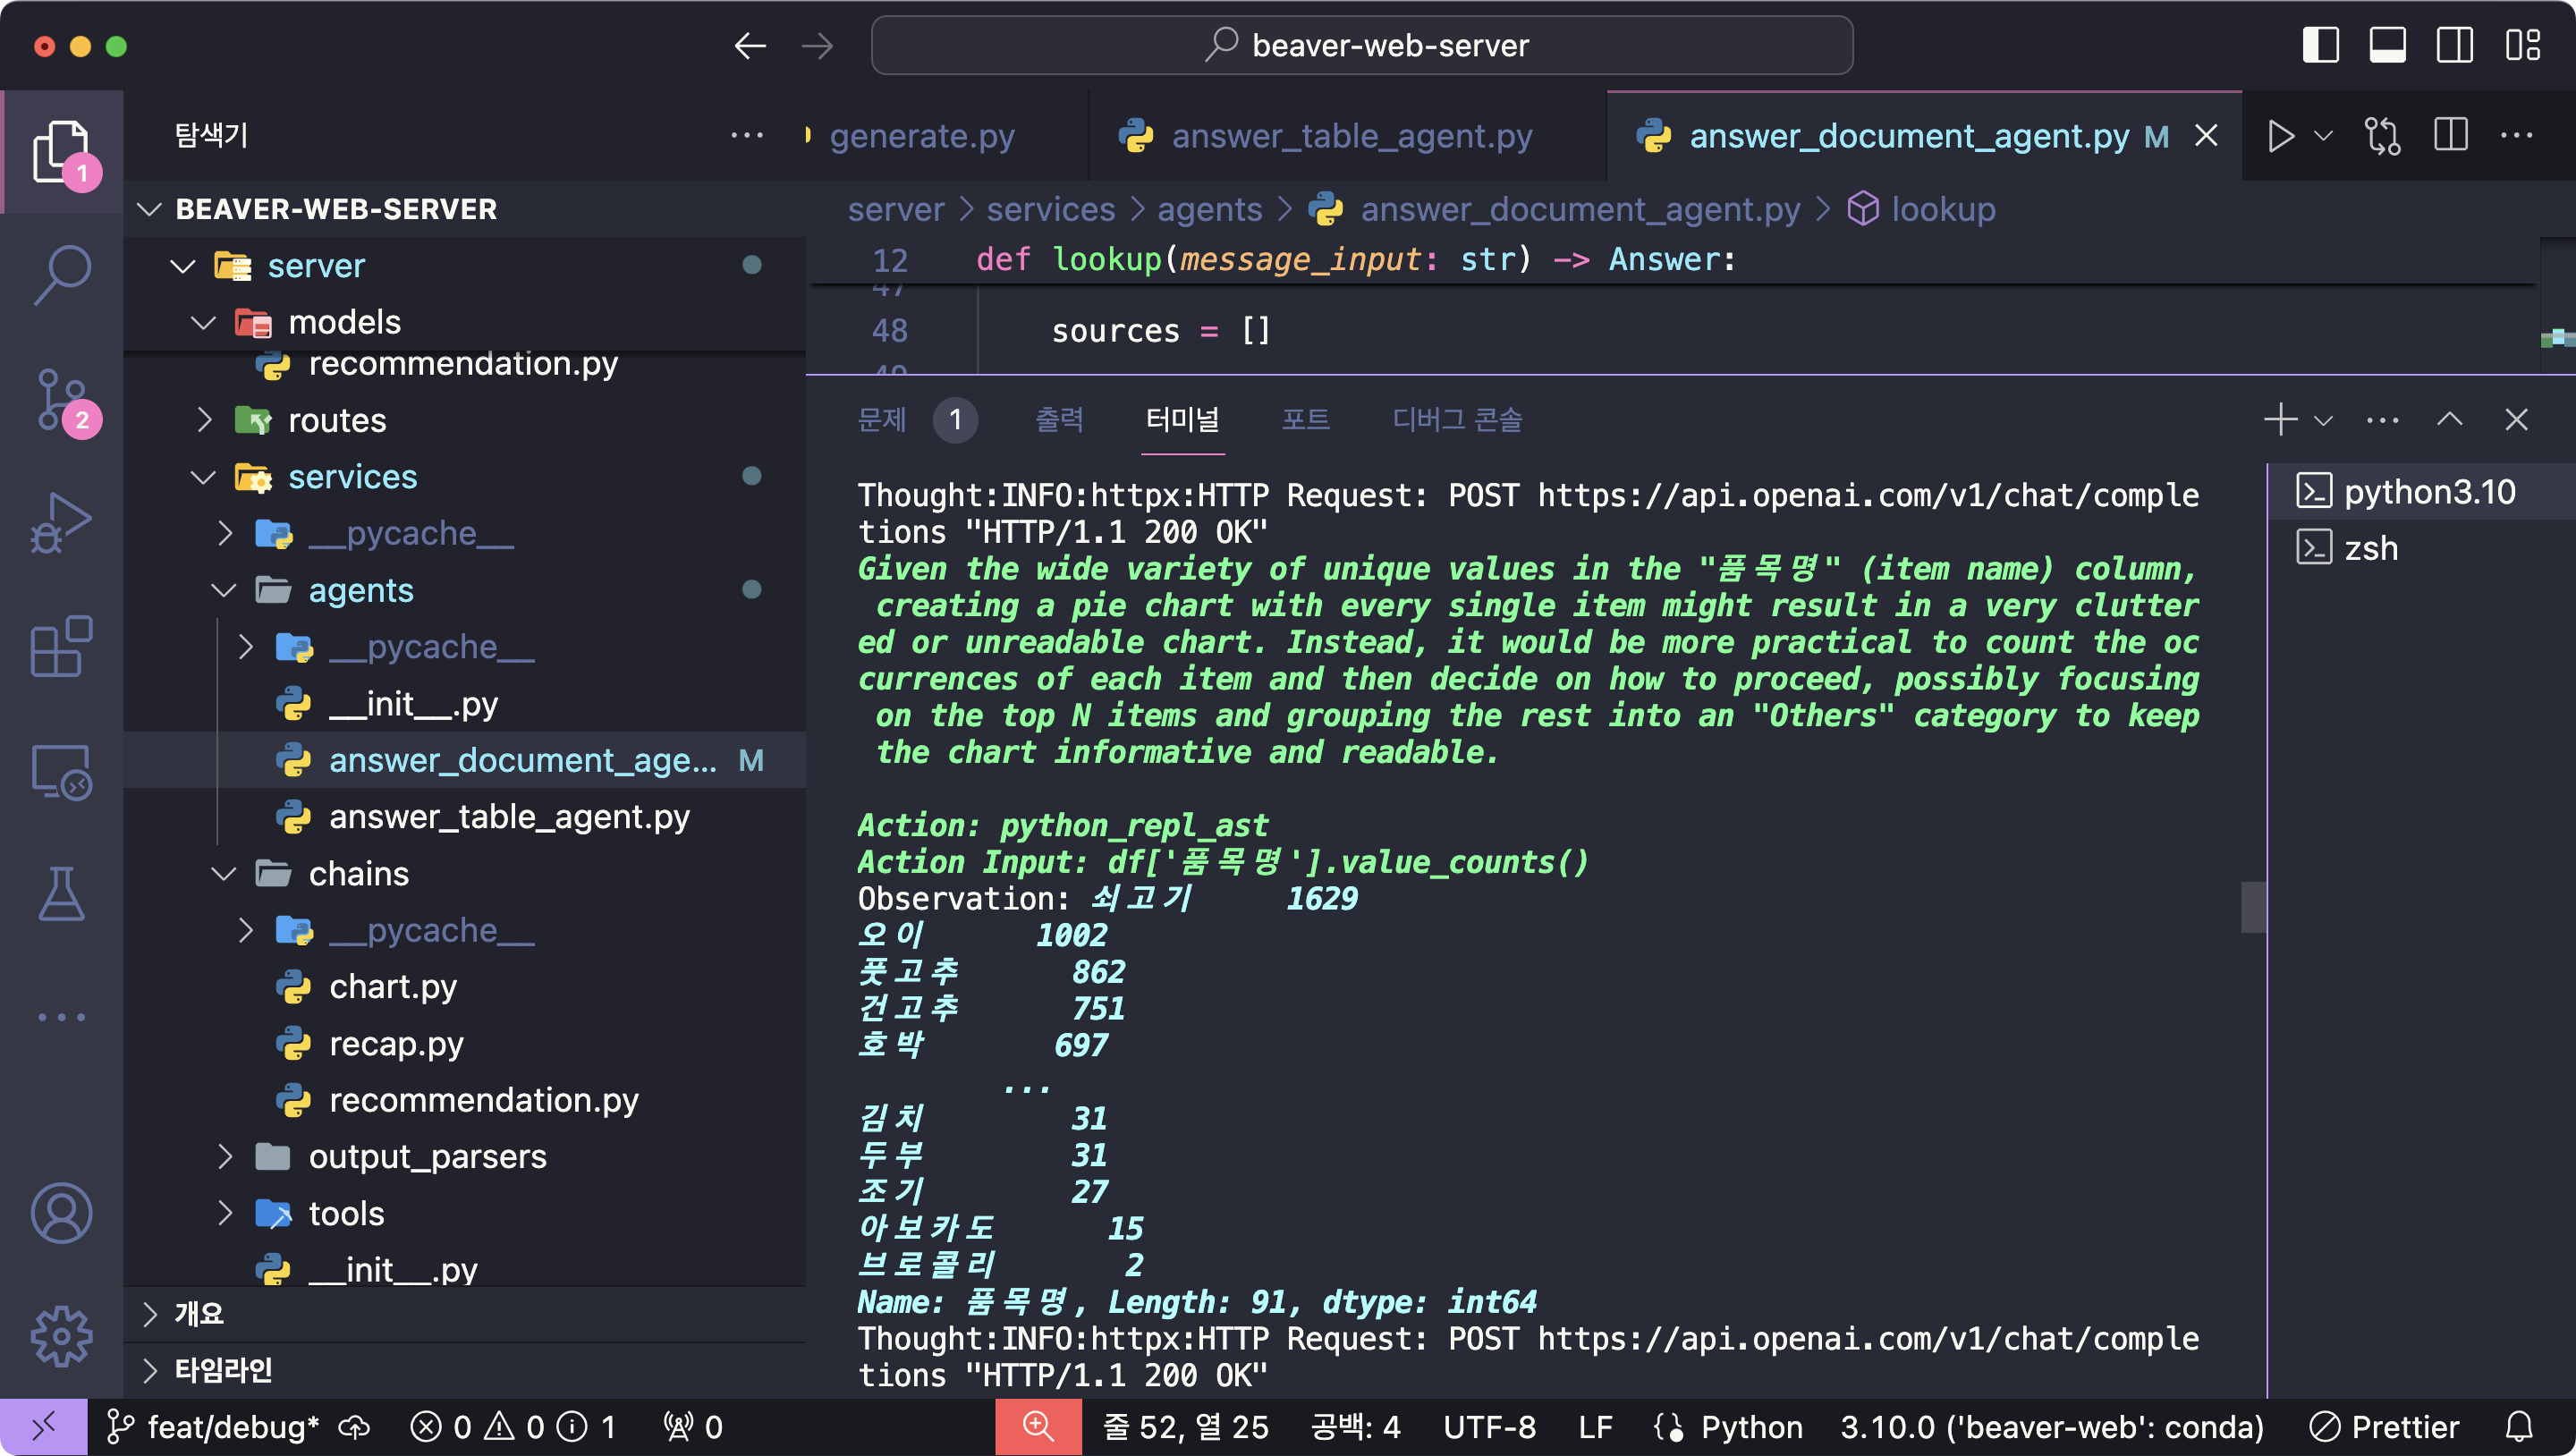 beaver-web-server
탐색기
generate.py
answer_table_agent.py
answer_document_agent.py M
1
BEAVER-WEB-SERVER
server > services > agents > answer_document_agent.py > lookup
server
12 def lookup(message_input: str) -> Answer:
47
models
48 sources = []
recommendation.py
49
2
routes
문제 1 출력 터미널 포트 디버그 콘솔
services
__pycache__
agents
__pycache__
__init__.py
answer_document_age... M
answer_table_agent.py
chains
__pycache__
chart.py
recap.py
recommendation.py
output_parsers
tools
__init__.py
개요
타임라인
Thought:INFO:httpx:HTTP Request: POST https://api.openai.com/v1/chat/comple
tions "HTTP/1.1 200 OK"
Given the wide variety of unique values in the "품목명" (item name) column,
creating a pie chart with every single item might result in a very clutter
ed or unreadable chart. Instead, it would be more practical to count the oc
currences of each item and then decide on how to proceed, possibly focusing
on the top N items and grouping the rest into an "Others" category to keep
the chart informative and readable.
Action: python_repl_ast
Action Input: df['품목명'].value_counts()
Observation: 쇠고기 1629
오이 1002
풋고추 862
건고추 751
호박 697
...
김치 31
두부 31
조기 27
아보카도 15
브로콜리 2
Name: 품목명, Length: 91, dtype: int64
Thought:INFO:httpx:HTTP Request: POST https://api.openai.com/v1/chat/comple
tions "HTTP/1.1 200 OK"
python3.10
zsh
feat/debug* 0 0 1 0 줄 52, 열 25 공백: 4 UTF-8 LF Python 3.10.0 ('beaver-web': conda) Prettier